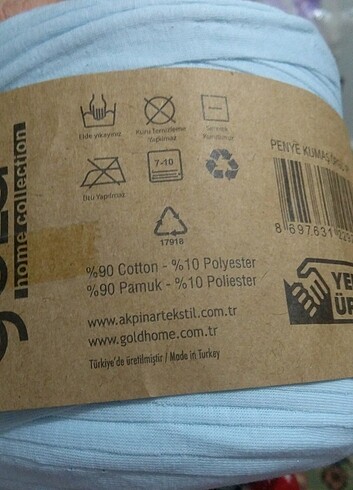 home collection
Elde yıkayınız
Kuru Temizleme Yapılmaz
Sererek Kurutunuz
Ütü Yapılmaz
7-10
17918
PENYE KUMAŞ
8 697631
%90 Cotton - %10 Polyester
%90 Pamuk - %10 Poliester
www.akpinartekstil.com.tr
www.goldhome.com.tr
Türkiye'de üretilmiştir / Made in Turkey